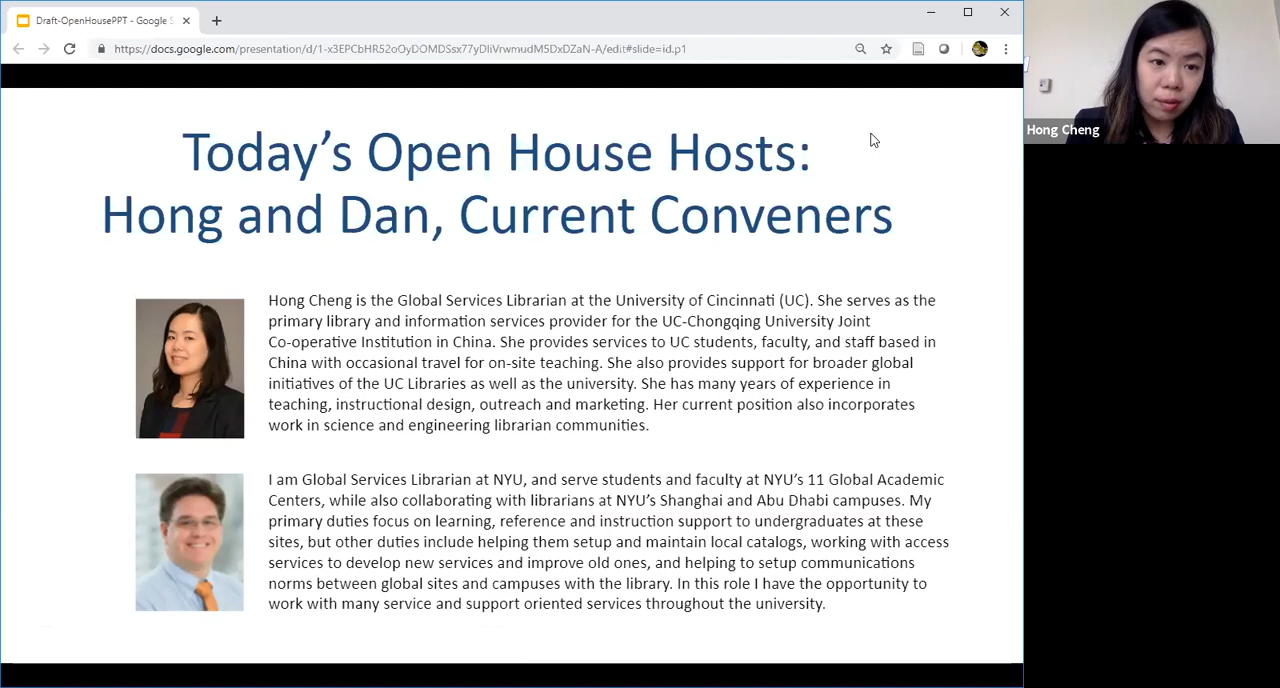 Draft-OpenHousePPT - Google S
https://docs.google.com/presentation/d/1-x3EPCbHR52oOyDOMDSsx77yDIiVrwmudM5DxDZaN-A/edit#slide=id.p1
Hong Cheng
Today's Open House Hosts:
Hong and Dan, Current Conveners
Hong Cheng is the Global Services Librarian at the University of Cincinnati (UC). She serves as the
primary library and information services provider for the UC-Chongqing University Joint
Co-operative Institution in China. She provides services to UC students, faculty, and staff based in
China with occasional travel for on-site teaching. She also provides support for broader global
initiatives of the UC Libraries as well as the university. She has many years of experience in
teaching, instructional design, outreach and marketing. Her current position also incorporates
work in science and engineering librarian communities.
I am Global Services Librarian at NYU, and serve students and faculty at NYU's 11 Global Academic
Centers, while also collaborating with librarians at NYU's Shanghai and Abu Dhabi campuses. My
primary duties focus on learning, reference and instruction support to undergraduates at these
sites, but other duties include helping them setup and maintain local catalogs, working with access
services to develop new services and improve old ones, and helping to setup communications
norms between global sites and campuses with the library. In this role I have the opportunity to
work with many service and support oriented services throughout the university.